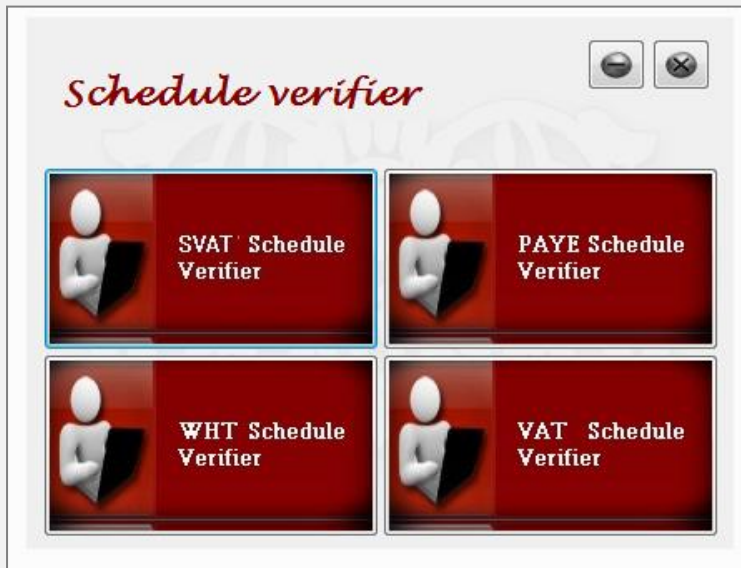 Schedule verifier
SVAT Schedule
Verifier
PAYE Schedule
Verifier
WHT Schedule
Verifier
VAT Schedule
Verifier